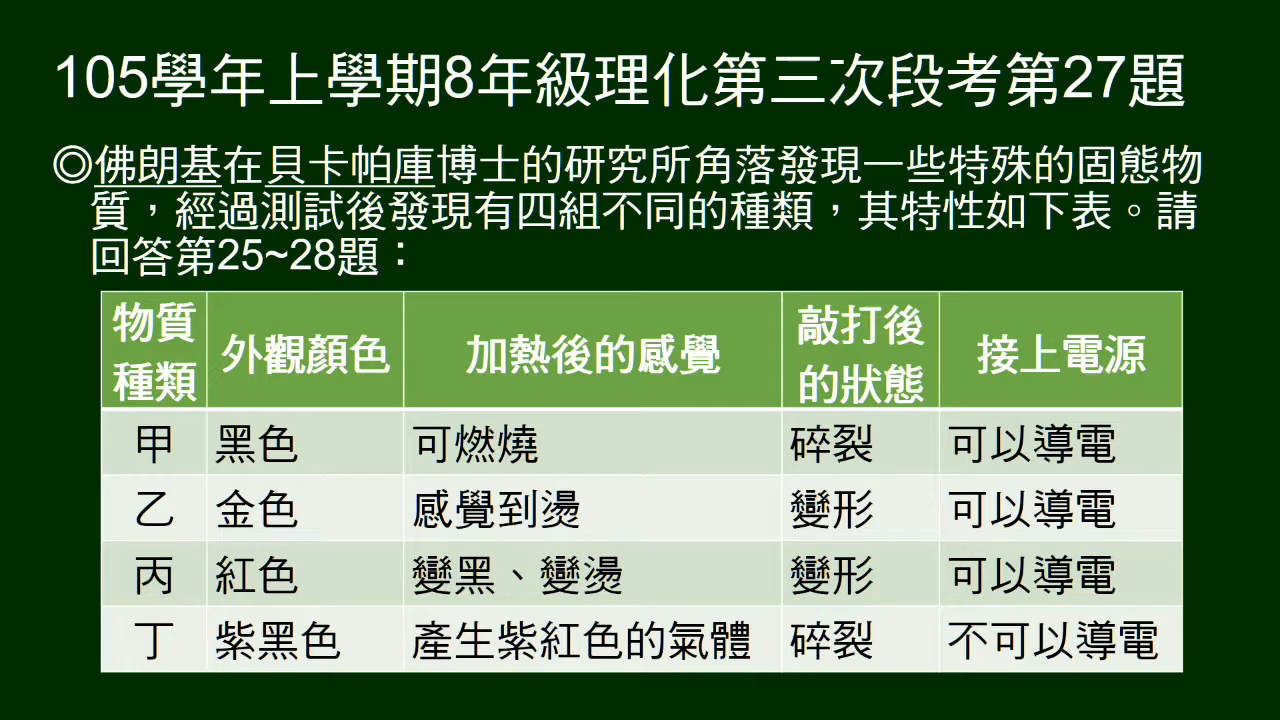 105學年上學期8年級理化第三次段考第27題
◎佛朗基在貝卡帕庫博士的研究所角落發現一些特殊的固態物
質，經過測試後發現有四組不同的種類，其特性如下表。請
回答第25~28題：
物質種類 外觀顏色 加熱後的感覺 敲打後的狀態 接上電源
甲 黑色 可燃燒 碎裂 可以導電
乙 金色 感覺到燙 變形 可以導電
丙 紅色 變黑、變燙 變形 可以導電
丁 紫黑色 產生紫紅色的氣體 碎裂 不可以導電